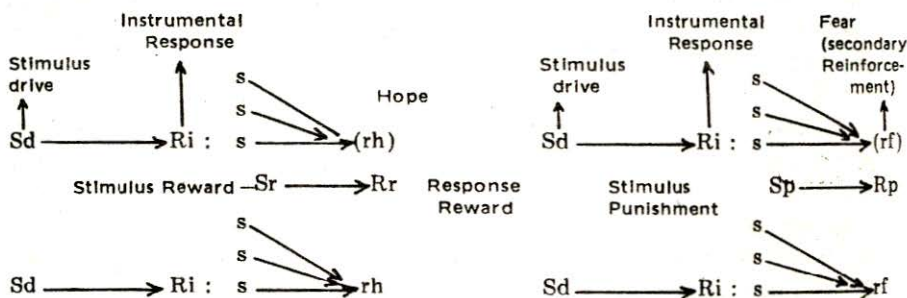 Instrumental
Response
Stimulus
drive
s
s
Hope
Sd Ri : s (rh)
Stimulus Reward Sr Rr Response
Reward
s
s
Sd Ri : s rh
Instrumental
Response
Fear
(secondary
Reinforce-
ment)
Stimulus
drive
s
s
Sd Ri : s (rf)
Stimulus
Punishment
Sp Rp
s
s
Sd Ri : s rf